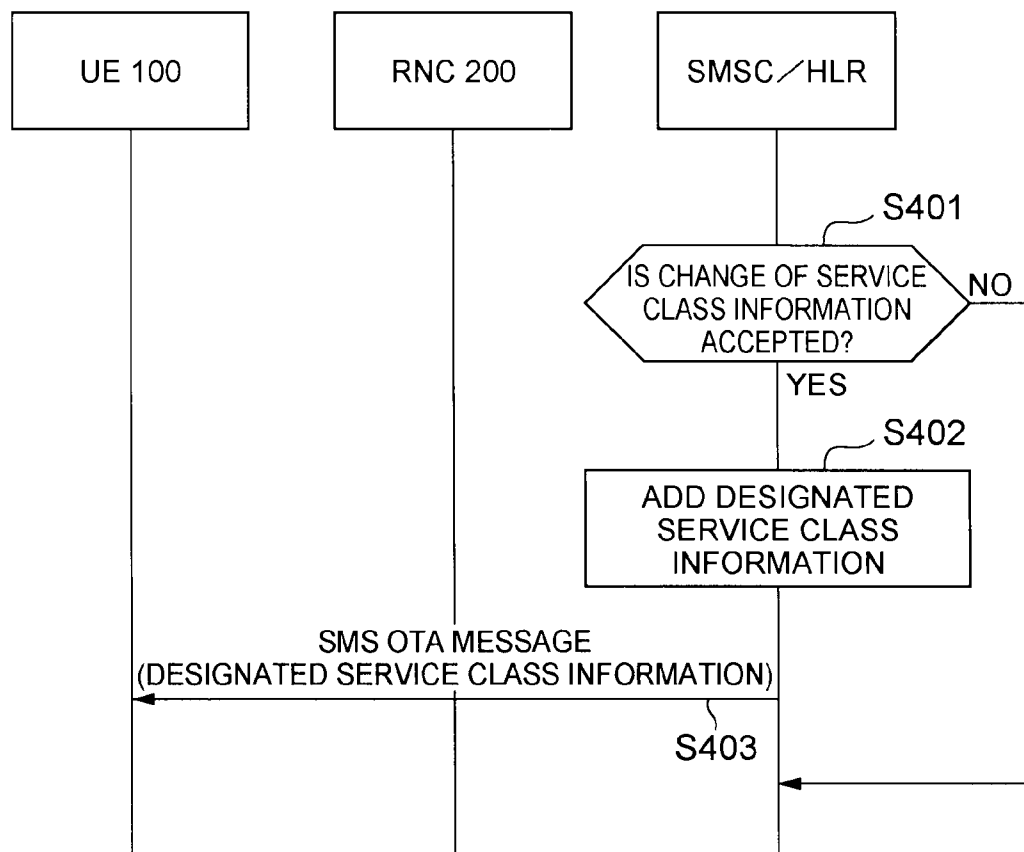 UE 100
RNC 200
SMSC／HLR
S401
IS CHANGE OF SERVICE
CLASS INFORMATION
ACCEPTED?
NO
YES
S402
ADD DESIGNATED
SERVICE CLASS
INFORMATION
SMS OTA MESSAGE
(DESIGNATED SERVICE CLASS INFORMATION)
S403